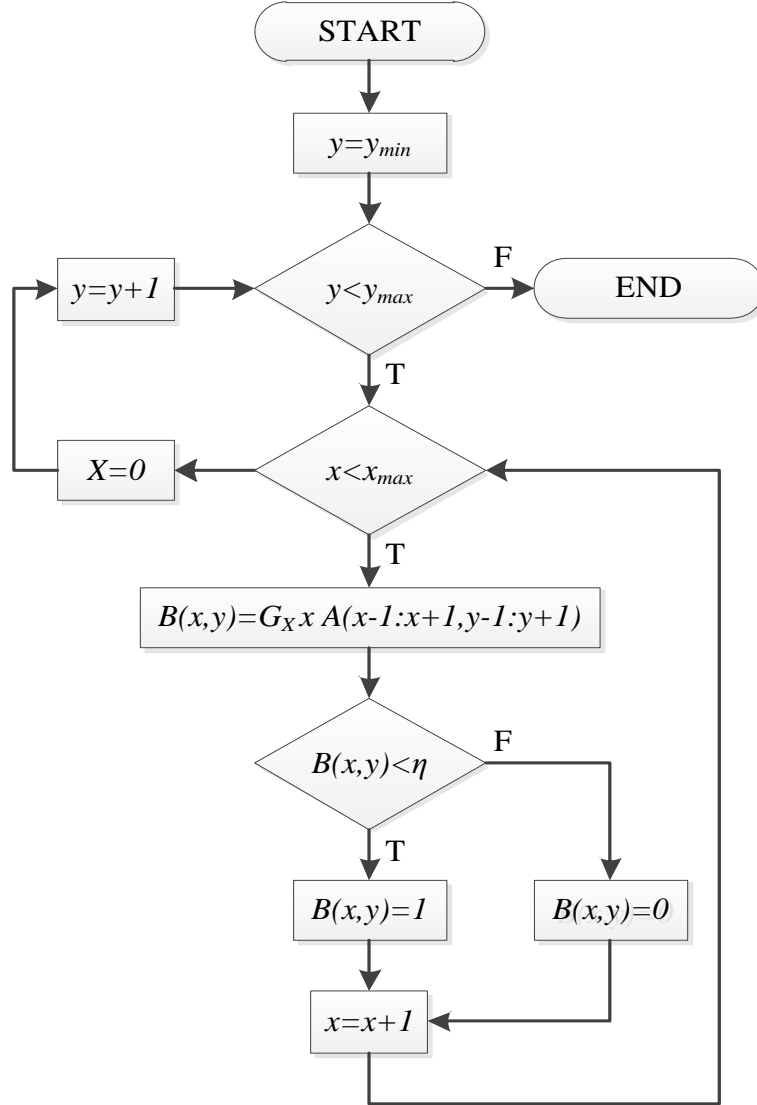 START
y=ymin
y=y+1
y<ymax
F
END
T
X=0
x<xmax
T
B(x,y)=GX x A(x-1:x+1,y-1:y+1)
B(x,y)<η
F
T
B(x,y)=1
B(x,y)=0
x=x+1